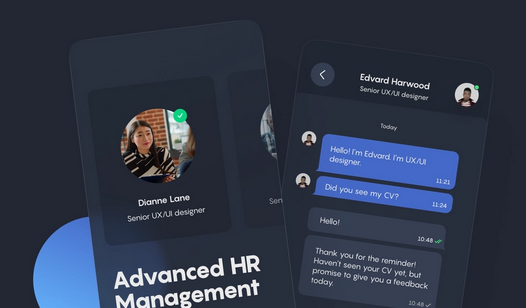 Dianne Lane
Senior UX/UI designer
Sen
Advanced HR
Management
Edvard Harwood
Senior UX/UI designer
Today
Hello! I'm Edvard. I'm UX/UI
designer.
11:21
Did you see my CV?
11:24
Hello!
10:48
Thank you for the reminder!
Haven't seen your CV yet, but
promise to give you a feedback
today.
10:48